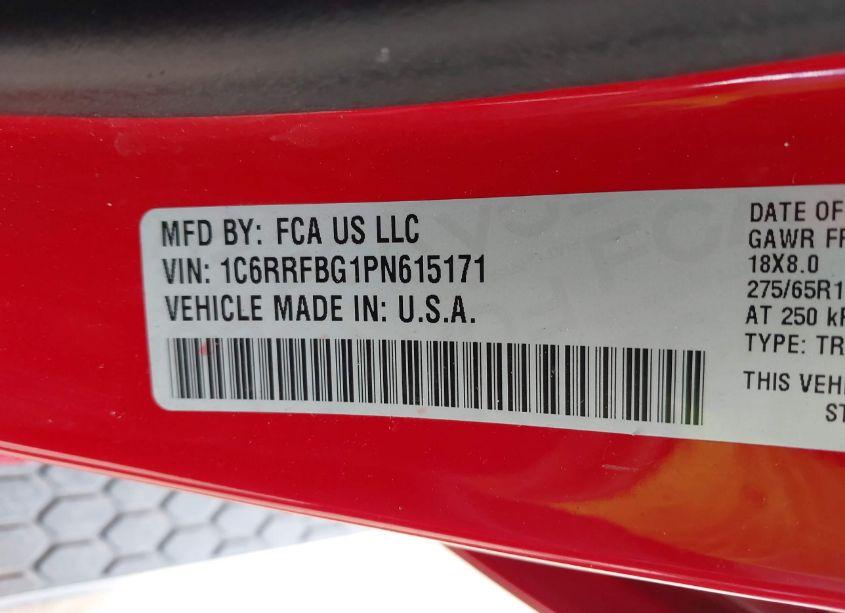 MFD BY: FCA US LLC
VIN: 1C6RRFBG1PN615171
VEHICLE MADE IN: U.S.A.
DATE OF
GAWR FR
18X8.0
275/65R1
AT 250 kP
TYPE: TR
THIS VEH
ST